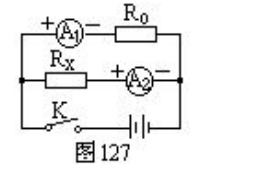 R₀
+ A₁ −
Rₓ + A₂ −
K
图127